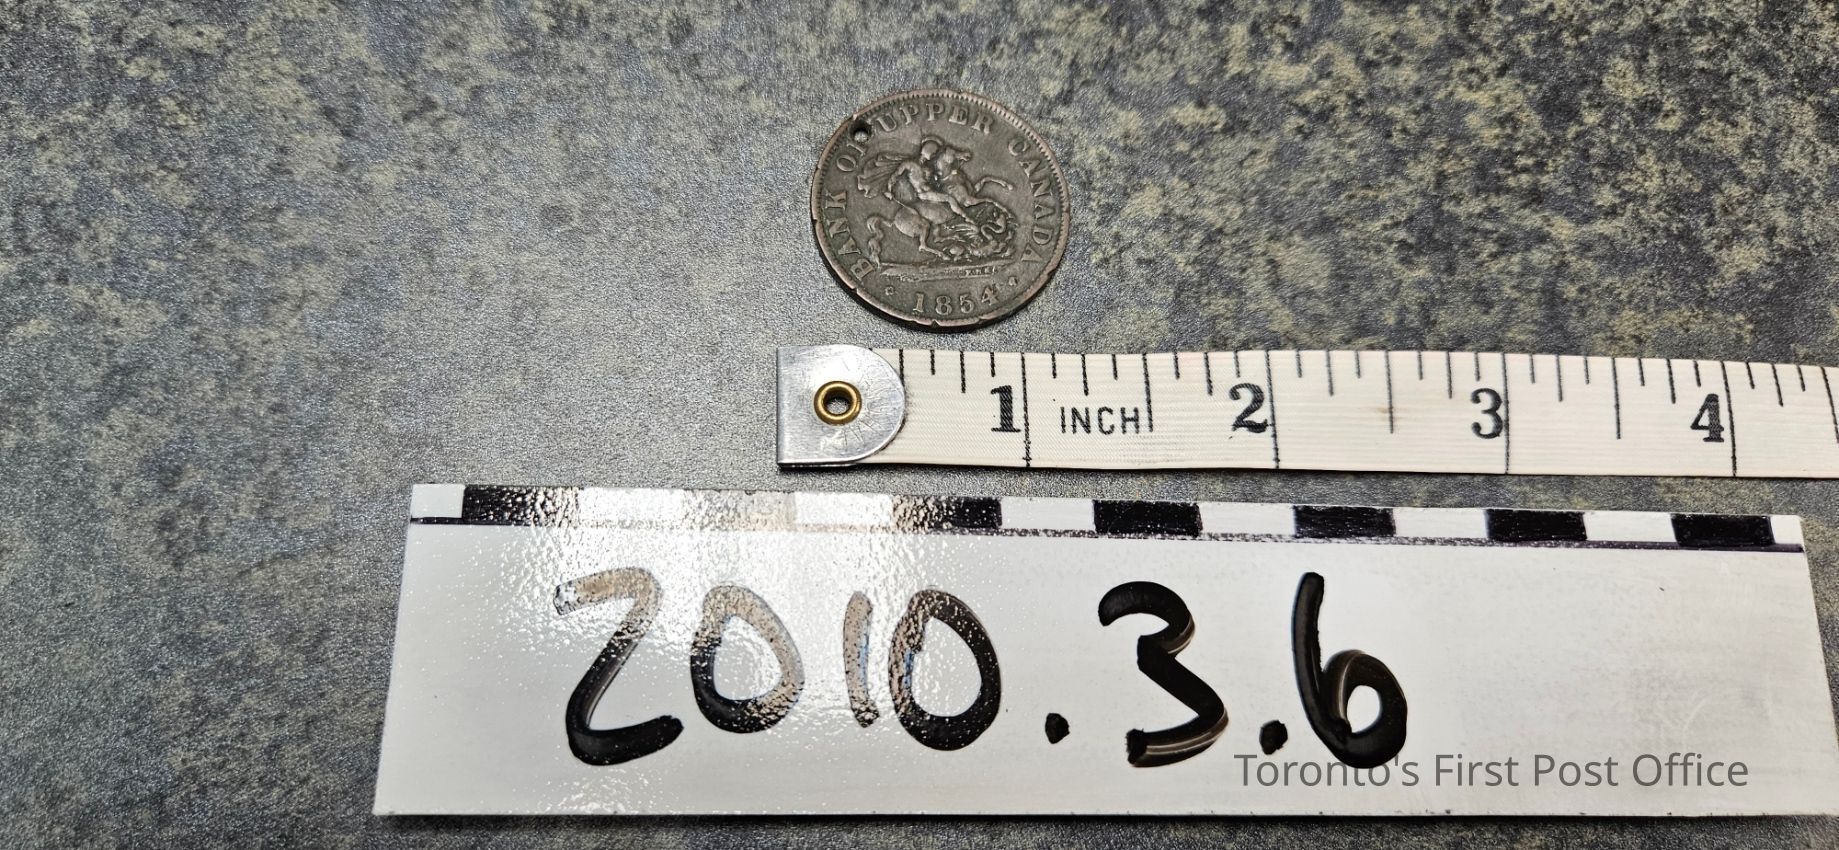 BANK OF UPPER CANADA
1854
1 INCH 2 3 4
2010.3.6
Toronto's First Post Office